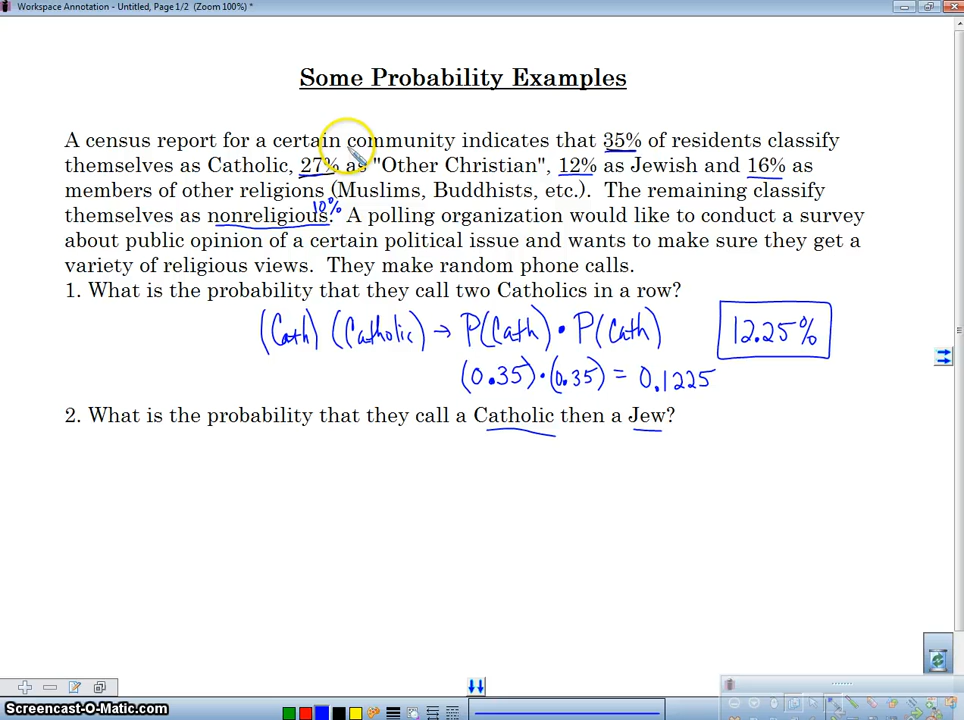 Workspace Annotation - Untitled, Page 1/2 (Zoom 100%) *
Some Probability Examples
A census report for a certain community indicates that 35% of residents classify
themselves as Catholic, 27% as "Other Christian", 12% as Jewish and 16% as
members of other religions (Muslims, Buddhists, etc.). The remaining classify
10%
themselves as nonreligious. A polling organization would like to conduct a survey
about public opinion of a certain political issue and wants to make sure they get a
variety of religious views. They make random phone calls.
1. What is the probability that they call two Catholics in a row?
(Cath) (Catholic) → P(Cath) • P(Cath) 12.25%
(0.35) • (0.35) = 0.1225
2. What is the probability that they call a Catholic then a Jew?
Screencast-O-Matic.com